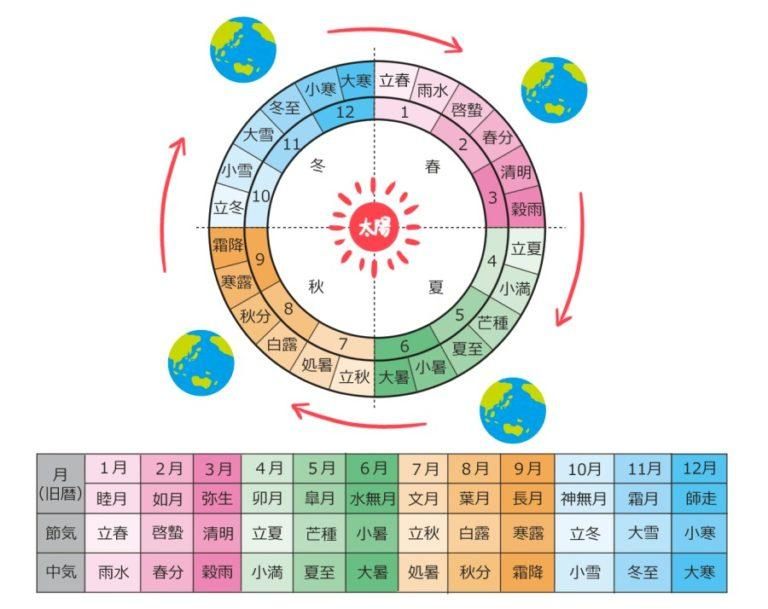 立春
雨水
啓蟄
春分
清明
穀雨
立夏
小満
芒種
夏至
小暑
大暑
立秋
処暑
白露
秋分
寒露
霜降
立冬
小雪
大雪
冬至
小寒
大寒
1
2
3
4
5
6
7
8
9
10
11
12
冬
春
太陽
秋
夏
月(旧暦) 1月 2月 3月 4月 5月 6月 7月 8月 9月 10月 11月 12月
睦月 如月 弥生 卯月 皐月 水無月 文月 葉月 長月 神無月 霜月 師走
節気 立春 啓蟄 清明 立夏 芒種 小暑 立秋 白露 寒露 立冬 大雪 小寒
中気 雨水 春分 穀雨 小満 夏至 大暑 処暑 秋分 霜降 小雪 冬至 大寒